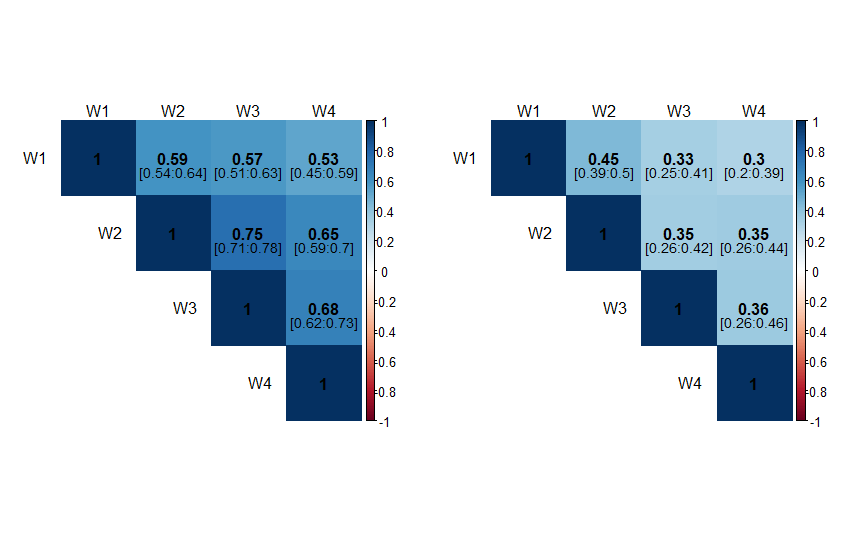 W1 W2 W3 W4
W1 1 0.59 0.57 0.53
[0.54:0.64] [0.51:0.63] [0.45:0.59]
W2 1 0.75 0.65
[0.71:0.78] [0.59:0.7]
W3 1 0.68
[0.62:0.73]
W4 1
1
0.8
0.6
0.4
0.2
0
0.2
0.4
0.6
0.8
-1
W1 W2 W3 W4
W1 1 0.45 0.33 0.3
[0.39:0.5] [0.25:0.41] [0.2:0.39]
W2 1 0.35 0.35
[0.26:0.42] [0.26:0.44]
W3 1 0.36
[0.26:0.46]
W4 1
1
0.8
0.6
0.4
0.2
0
0.2
0.4
0.6
0.8
-1